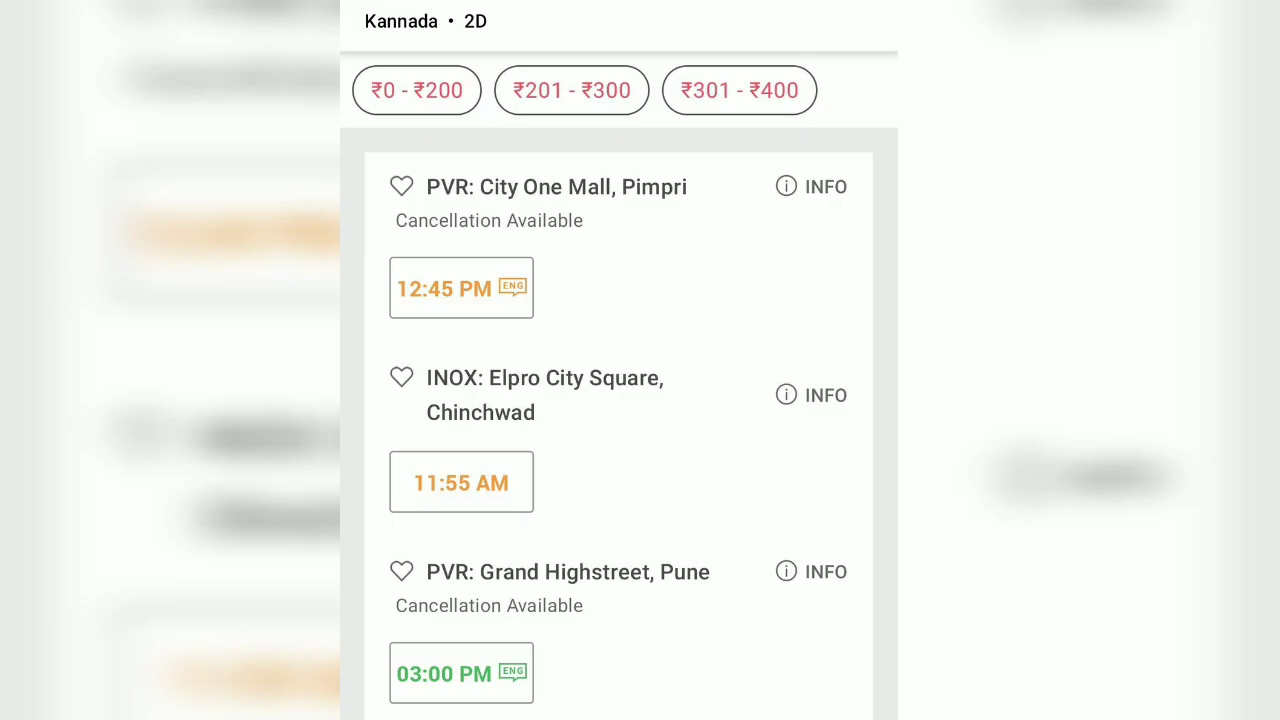 Kannada • 2D
₹0 - ₹200 ₹201 - ₹300 ₹301 - ₹400
PVR: City One Mall, Pimpri INFO
Cancellation Available
12:45 PM ENG
INOX: Elpro City Square,
Chinchwad INFO
11:55 AM
PVR: Grand Highstreet, Pune INFO
Cancellation Available
03:00 PM ENG